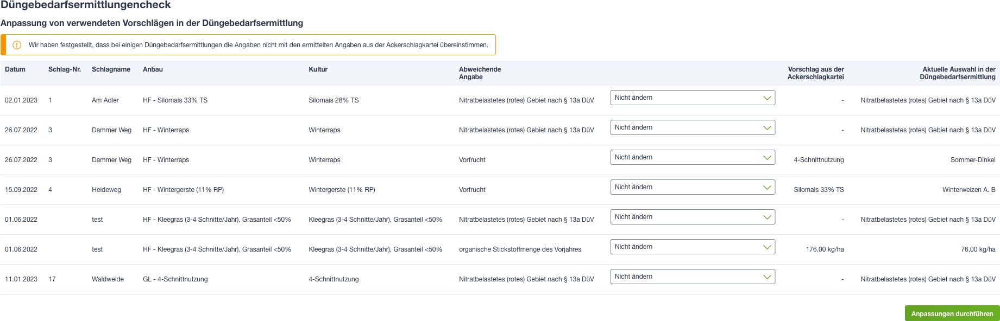 Düngebedarfsermittlungencheck
Anpassung von verwendeten Vorschlägen in der Düngebedarfsermittlung
Wir haben festgestellt, dass bei einigen Düngebedarfsermittlungen die Angaben nicht mit den ermittelten Angaben aus der Ackerschlagkartei übereinstimmen.
Datum Schlag-Nr. Schlagname Anbau Kultur Abweichende Angabe Vorschlag aus der Ackerschlagkartei Aktuelle Auswahl in der Düngebedarfsermittlung
02.01.2023 1 Am Adler HF - Silomais 33% TS Silomais 28% TS Nitratbelastetes (rotes) Gebiet nach § 13a DüV Nicht ändern - Nitratbelastetes (rotes) Gebiet nach § 13a DüV
26.07.2022 3 Dammer Weg HF - Winterraps Winterraps Nitratbelastetes (rotes) Gebiet nach § 13a DüV Nicht ändern - Nitratbelastetes (rotes) Gebiet nach § 13a DüV
26.07.2022 3 Dammer Weg HF - Winterraps Winterraps Vorfrucht Nicht ändern 4-Schnittnutzung Sommer-Dinkel
15.09.2022 4 Heideweg HF - Wintergerste (11% RP) Wintergerste (11% RP) Vorfrucht Nicht ändern Silomais 33% TS Winterweizen A. B
01.06.2022 test HF - Kleegras (3-4 Schnitte/Jahr), Grasanteil <50% Kleegras (3-4 Schnitte/Jahr), Grasanteil <50% Nitratbelastetes (rotes) Gebiet nach § 13a DüV Nicht ändern - Nitratbelastetes (rotes) Gebiet nach § 13a DüV
01.06.2022 test HF - Kleegras (3-4 Schnitte/Jahr), Grasanteil <50% Kleegras (3-4 Schnitte/Jahr), Grasanteil <50% organische Stickstoffmenge des Vorjahres Nicht ändern 176,00 kg/ha 76,00 kg/ha
11.01.2023 17 Waldweide GL - 4-Schnittnutzung 4-Schnittnutzung Nitratbelastetes (rotes) Gebiet nach § 13a DüV Nicht ändern - Nitratbelastetes (rotes) Gebiet nach § 13a DüV
Anpassungen durchführen